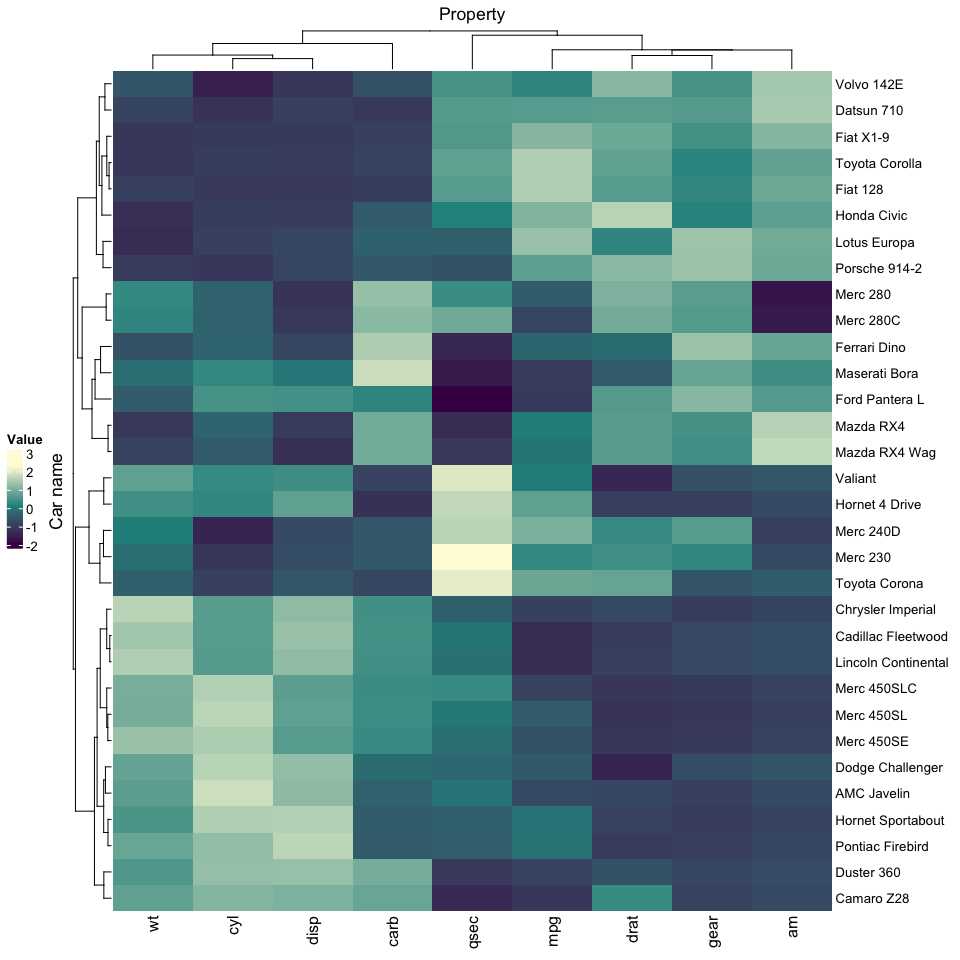 Property
Volvo 142E
Datsun 710
Fiat X1-9
Toyota Corolla
Fiat 128
Honda Civic
Lotus Europa
Porsche 914-2
Merc 280
Merc 280C
Ferrari Dino
Maserati Bora
Ford Pantera L
Mazda RX4
Mazda RX4 Wag
Valiant
Hornet 4 Drive
Merc 240D
Merc 230
Toyota Corona
Chrysler Imperial
Cadillac Fleetwood
Lincoln Continental
Merc 450SLC
Merc 450SL
Merc 450SE
Dodge Challenger
AMC Javelin
Hornet Sportabout
Pontiac Firebird
Duster 360
Camaro Z28
Value
3
2
1
0
-1
-2
Car name
wt cyl disp carb qsec mpg drat gear am